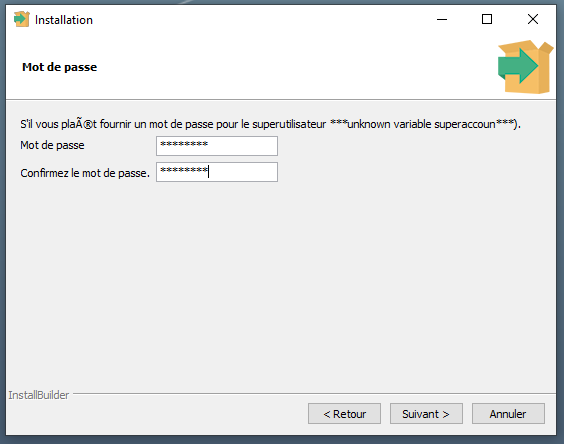 Installation
Mot de passe
S'il vous plaÃ®t fournir un mot de passe pour le superutilisateur ***unknown variable superaccoun***).
Mot de passe
********
Confirmez le mot de passe.
********
InstallBuilder
< Retour
Suivant >
Annuler